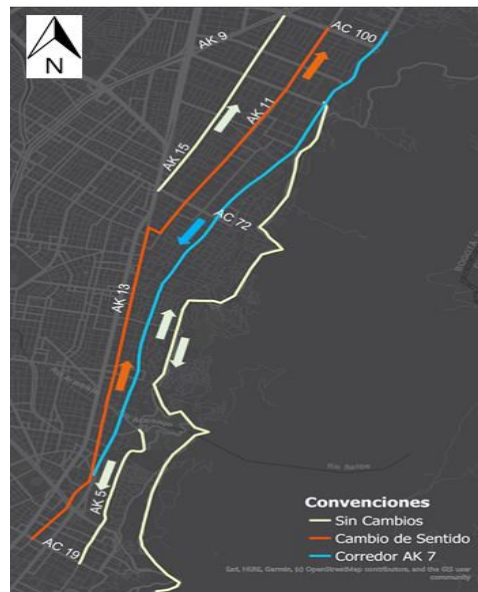 N
AK 9
AC 100
AK 15
AK 11
AC 72
AK 13
AK 5
AC 19
Convenciones
Sin Cambios
Cambio de Sentido
Corredor AK 7
Esri, HERE, Garmin, (c) OpenStreetMap contributors, and the GIS user
community